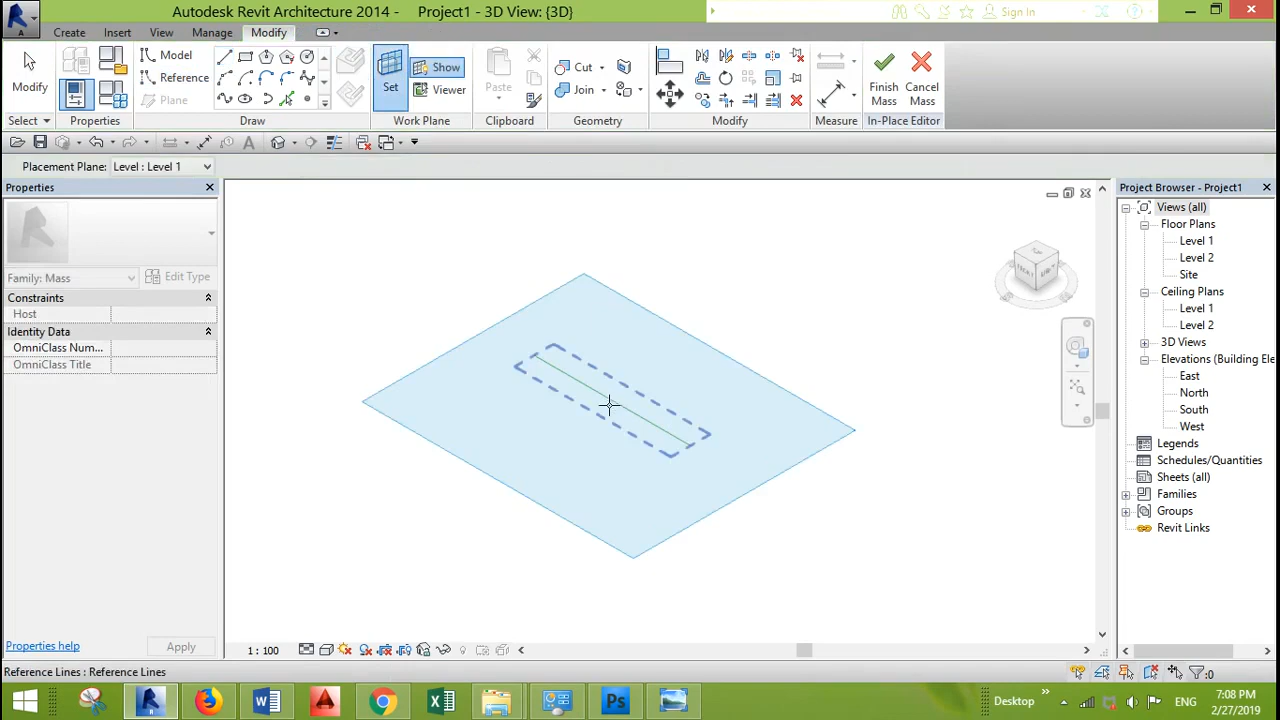 Autodesk Revit Architecture 2014 - Project1 - 3D View: {3D}
Sign In
Create Insert View Manage Modify
Modify
Select
Properties
Model
Reference
Plane
Draw
Set
Show
Viewer
Work Plane
Paste
Clipboard
Cut
Join
Geometry
Modify
Measure
Finish Mass
Cancel Mass
In-Place Editor
Placement Plane: Level : Level 1
Properties
Family: Mass
Edit Type
Constraints
Host
Identity Data
OmniClass Num...
OmniClass Title
Properties help
Apply
Project Browser - Project1
Views (all)
Floor Plans
Level 1
Level 2
Site
Ceiling Plans
Level 1
Level 2
3D Views
Elevations (Building Ele
East
North
South
West
Legends
Schedules/Quantities
Sheets (all)
Families
Groups
Revit Links
1 : 100
Reference Lines : Reference Lines
:0
Desktop
ENG
7:08 PM
2/27/2019